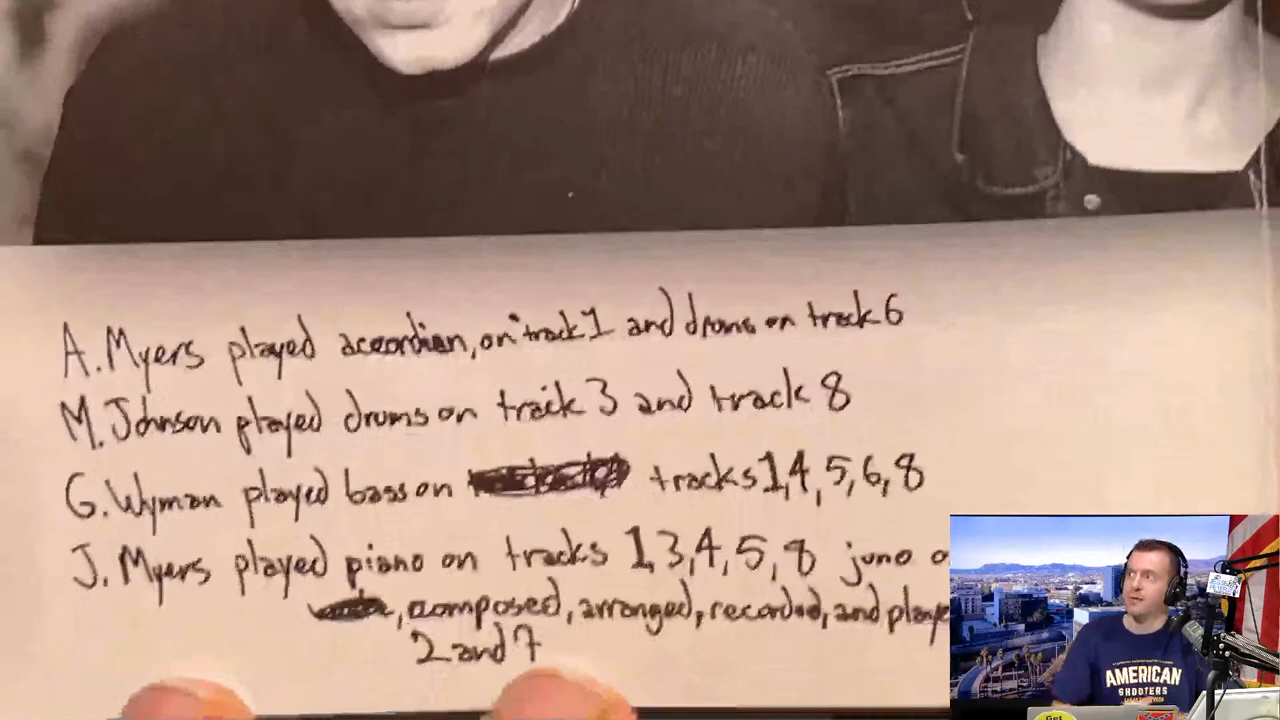 A. Myers played accordian, on track 1 and drums on track 6
M. Johnson played drums on track 3 and track 8
G. Wyman played bass on tracks 1, 4, 5, 6, 8
J. Myers played piano on tracks 1, 3, 4, 5, 8 juno o
, composed, arranged, recorded, and playe
2 and 7
AMERICAN
SHOOTERS
Get